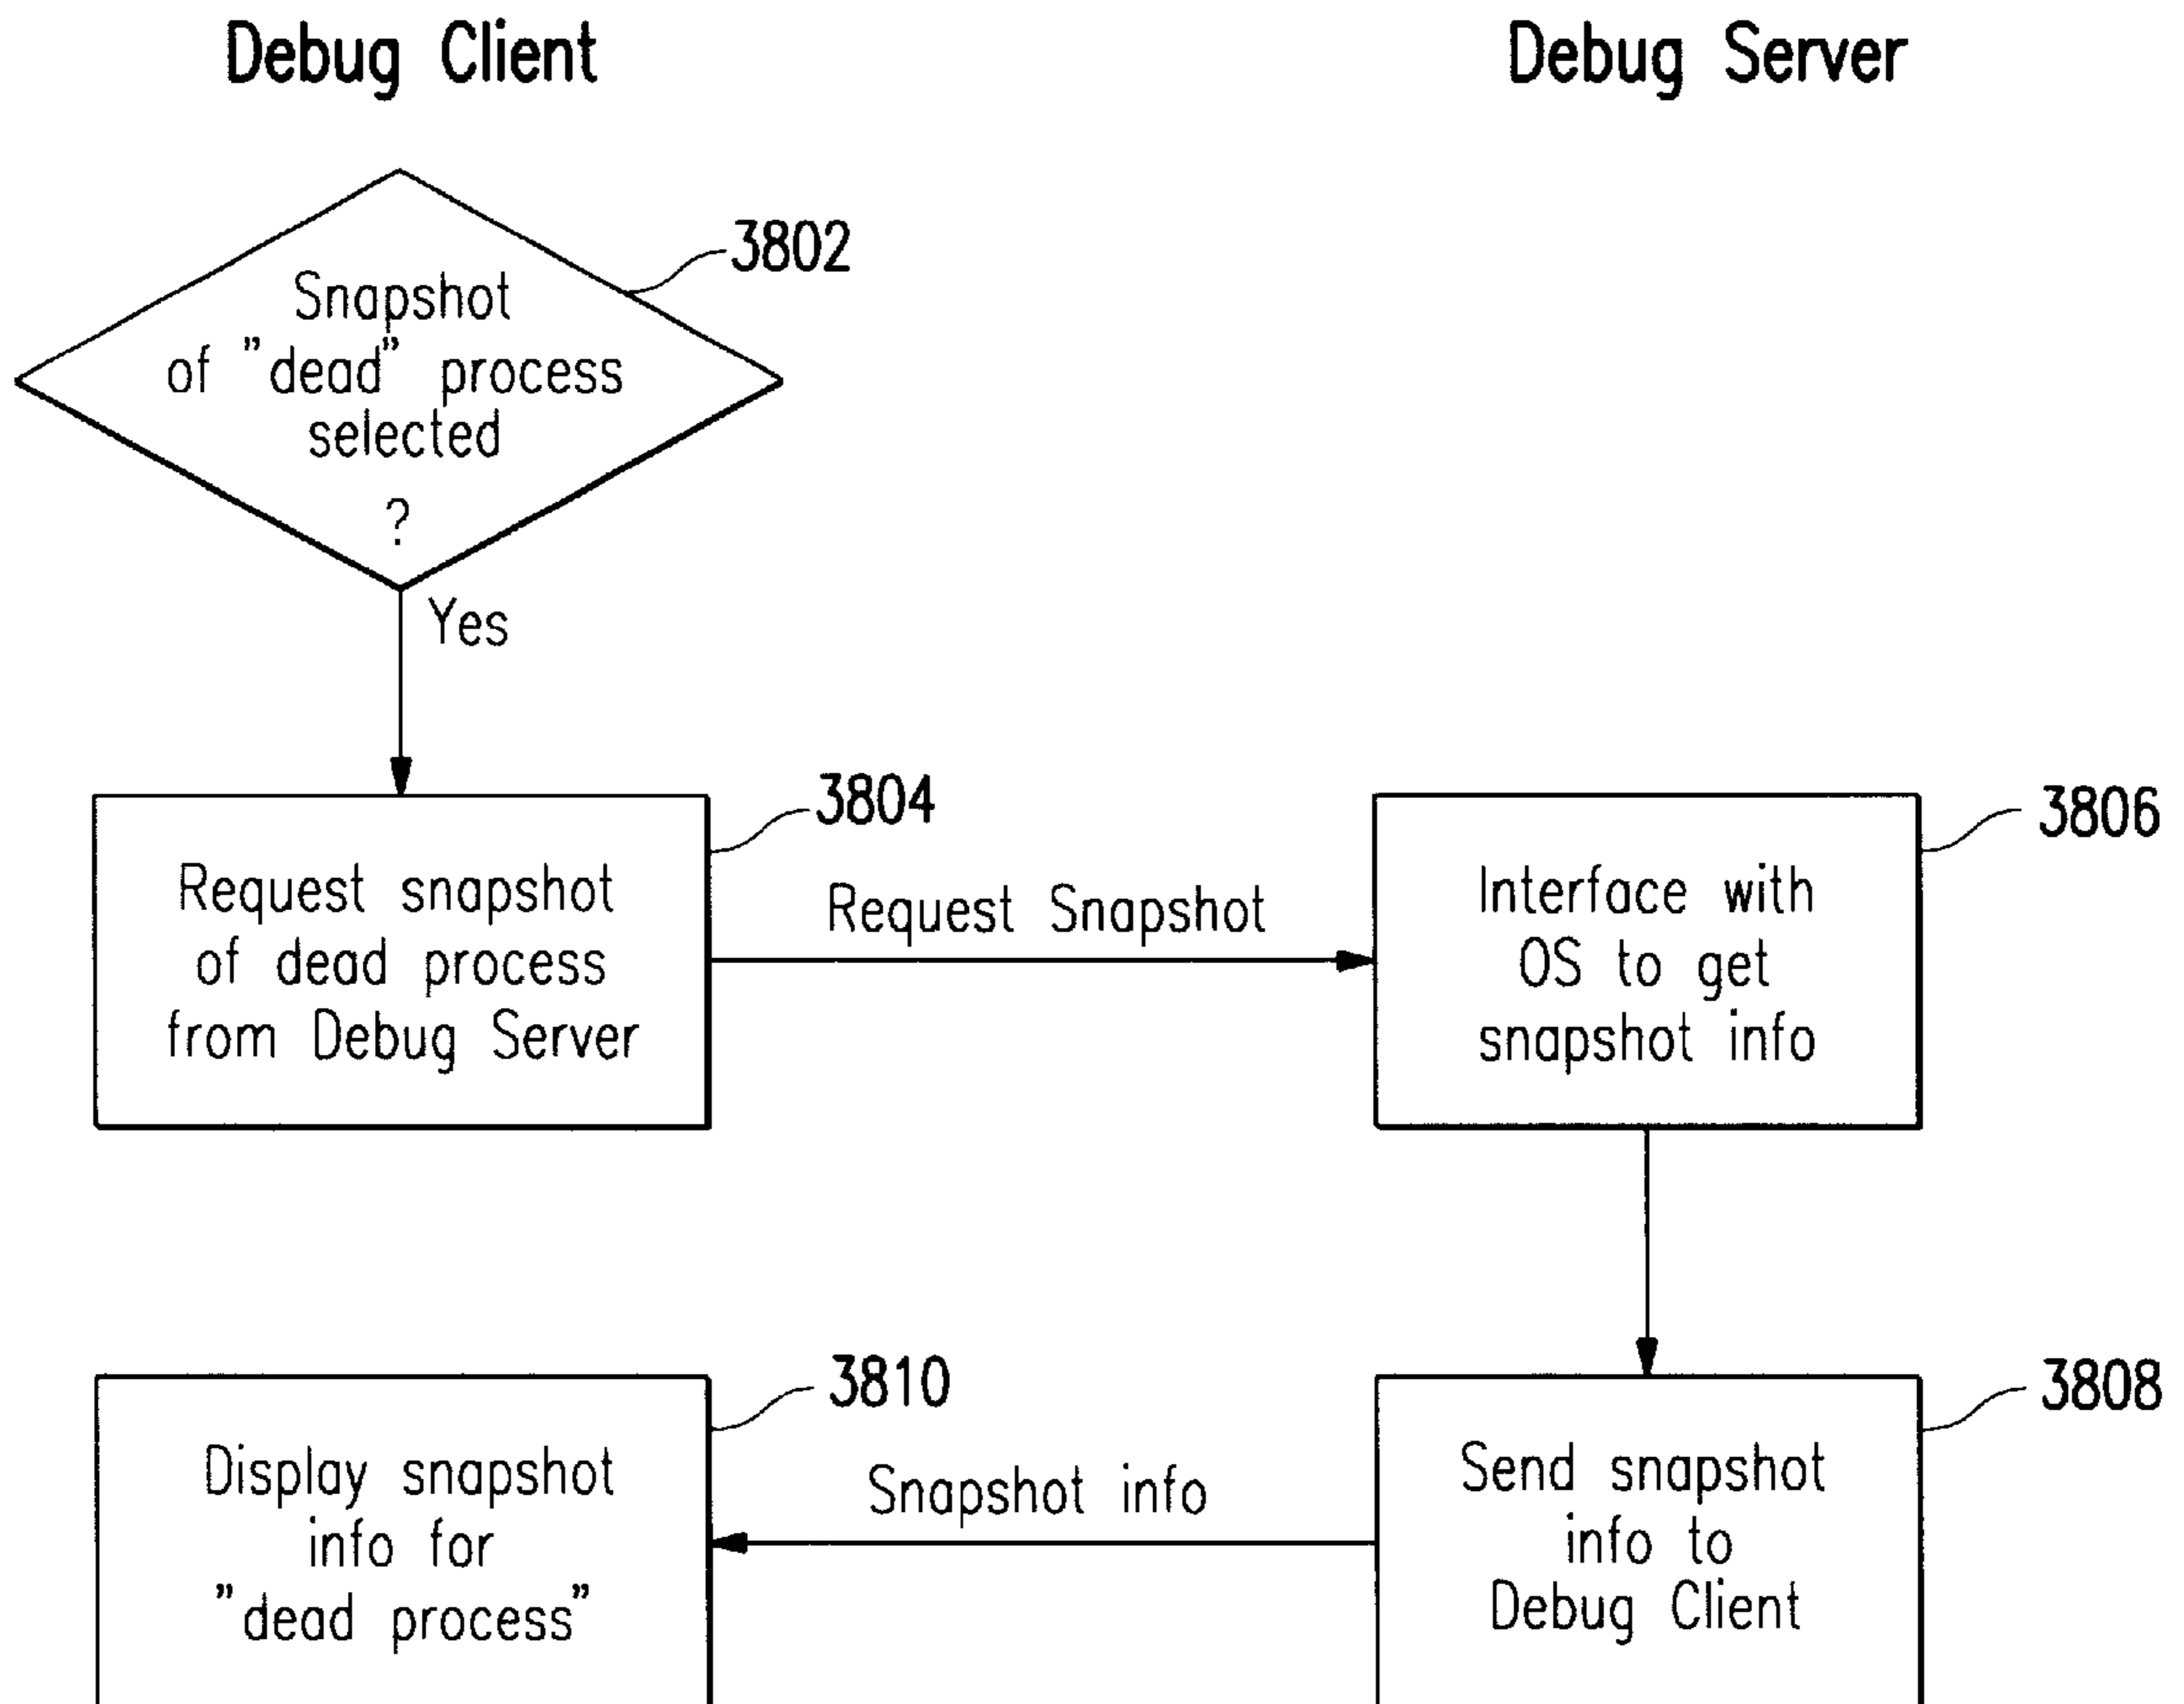 Debug Client
Debug Server
3802
Snapshot
of "dead" process
selected
?
Yes
3804
Request snapshot
of dead process
from Debug Server
Request Snapshot
3806
Interface with
OS to get
snapshot info
3810
Display snapshot
info for
"dead process"
Snapshot info
3808
Send snapshot
info to
Debug Client